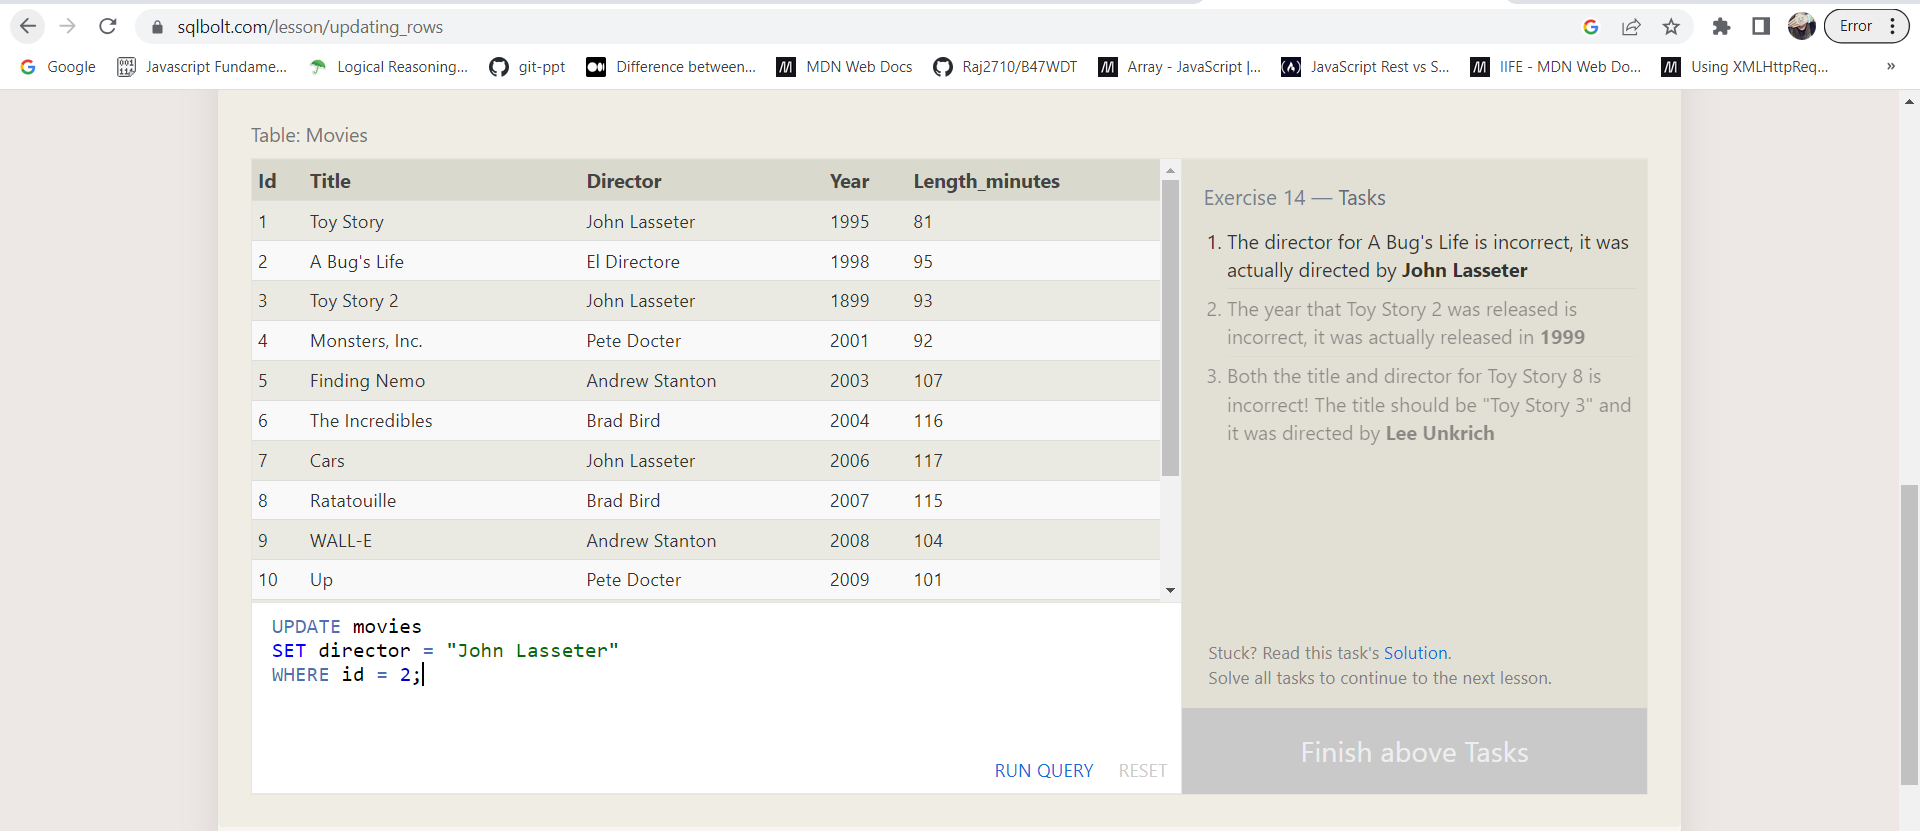 sqlbolt.com/lesson/updating_rows
Error
Google
Javascript Fundame...
Logical Reasoning...
git-ppt
Difference between...
MDN Web Docs
Raj2710/B47WDT
Array - JavaScript |...
JavaScript Rest vs S...
IIFE - MDN Web Do...
Using XMLHttpReq...
»
Table: Movies
Id Title Director Year Length_minutes
1 Toy Story John Lasseter 1995 81
2 A Bug's Life El Directore 1998 95
3 Toy Story 2 John Lasseter 1899 93
4 Monsters, Inc. Pete Docter 2001 92
5 Finding Nemo Andrew Stanton 2003 107
6 The Incredibles Brad Bird 2004 116
7 Cars John Lasseter 2006 117
8 Ratatouille Brad Bird 2007 115
9 WALL-E Andrew Stanton 2008 104
10 Up Pete Docter 2009 101
UPDATE movies
SET director = "John Lasseter"
WHERE id = 2;
RUN QUERY RESET
Exercise 14 — Tasks
1. The director for A Bug's Life is incorrect, it was
actually directed by John Lasseter
2. The year that Toy Story 2 was released is
incorrect, it was actually released in 1999
3. Both the title and director for Toy Story 8 is
incorrect! The title should be "Toy Story 3" and
it was directed by Lee Unkrich
Stuck? Read this task's Solution.
Solve all tasks to continue to the next lesson.
Finish above Tasks